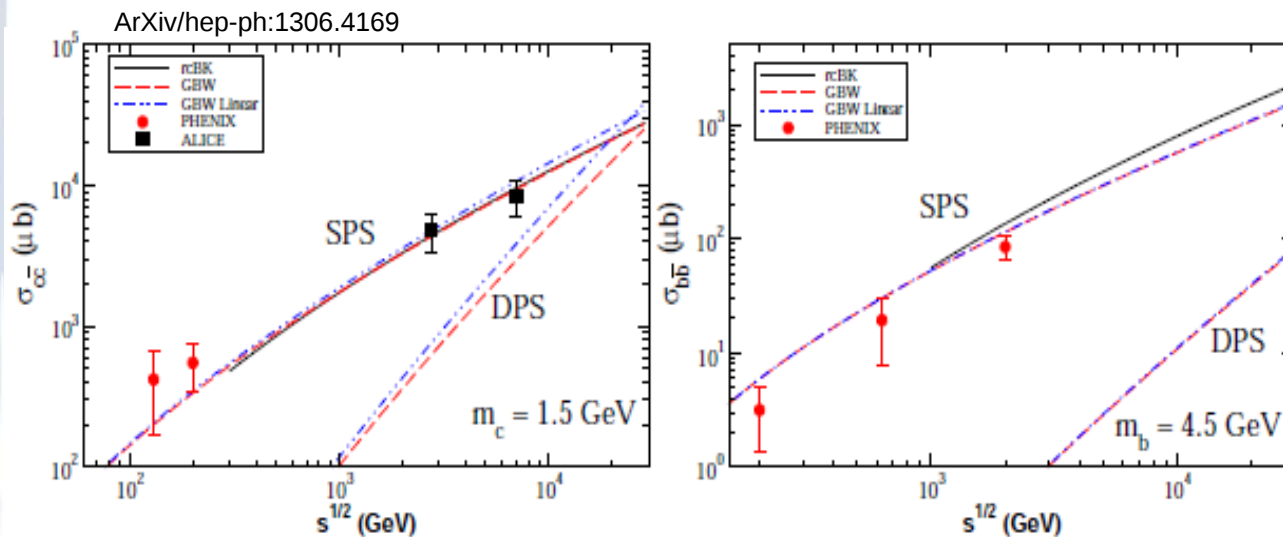 ArXiv/hep-ph:1306.4169
rcBK
GBW
GBW Linear
PHENIX
ALICE
SPS
DPS
m_c = 1.5 GeV
σ_cc̄ (μb)
10^5
10^4
10^3
10^2
10^2 10^3 10^4
s^1/2 (GeV)
rcBK
GBW
GBW Linear
PHENIX
SPS
DPS
m_b = 4.5 GeV
σ_bb̄ (μb)
10^3
10^2
10^1
10^0
10^3 10^4
s^1/2 (GeV)